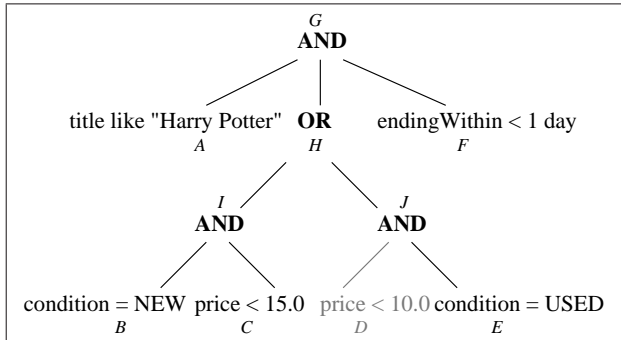 G
AND
title like "Harry Potter" OR endingWithin < 1 day
A H F
I J
AND AND
condition = NEW price < 15.0 price < 10.0 condition = USED
B C D E